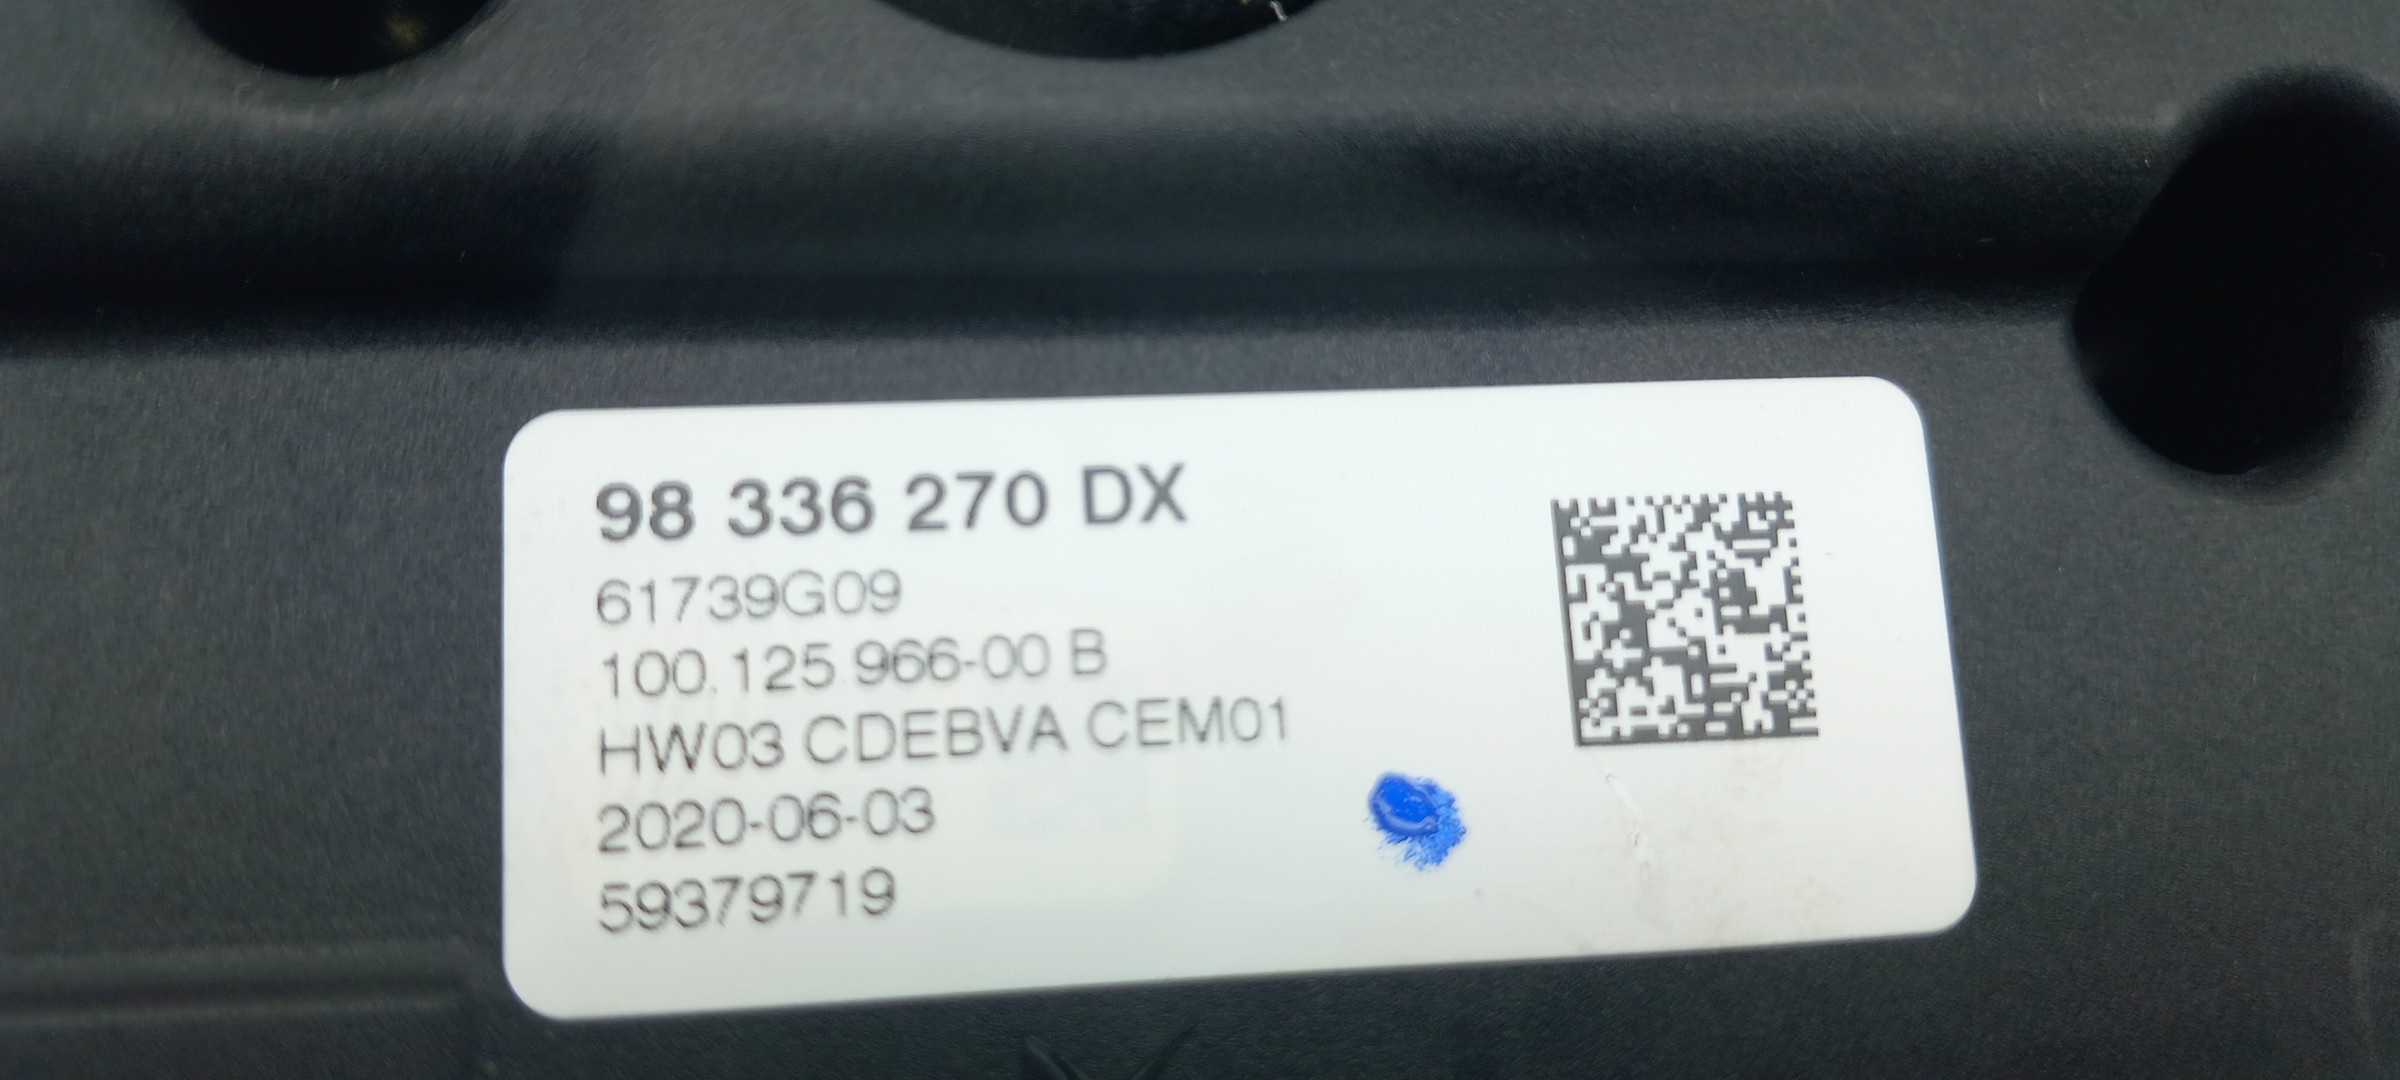 98 336 270 DX
61739G09
100.125.966-00 B
HW03 CDEBVA CEM01
2020-06-03
59379719